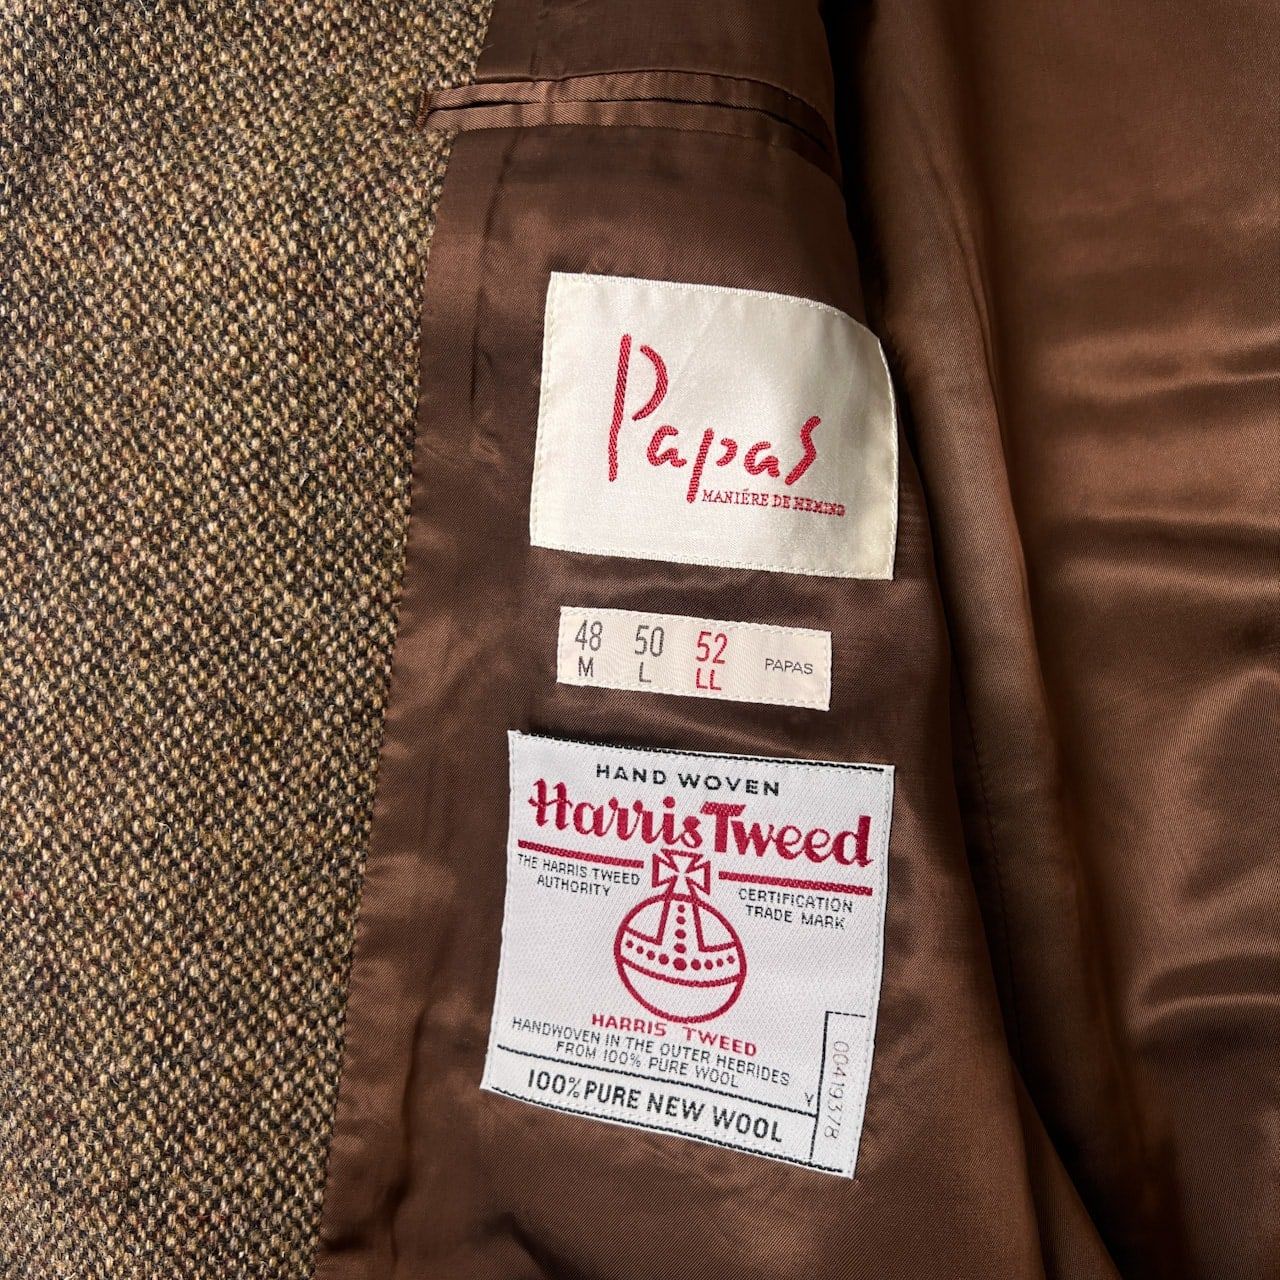 Papas
MANIÉRE DE HEMING
48 50 52
M L LL
PAPAS
HAND WOVEN
Harris Tweed
THE HARRIS TWEED
AUTHORITY
CERTIFICATION
TRADE MARK
HARRIS TWEED
HANDWOVEN IN THE OUTER HEBRIDES
FROM 100% PURE WOOL
Y
100% PURE NEW WOOL
00419378